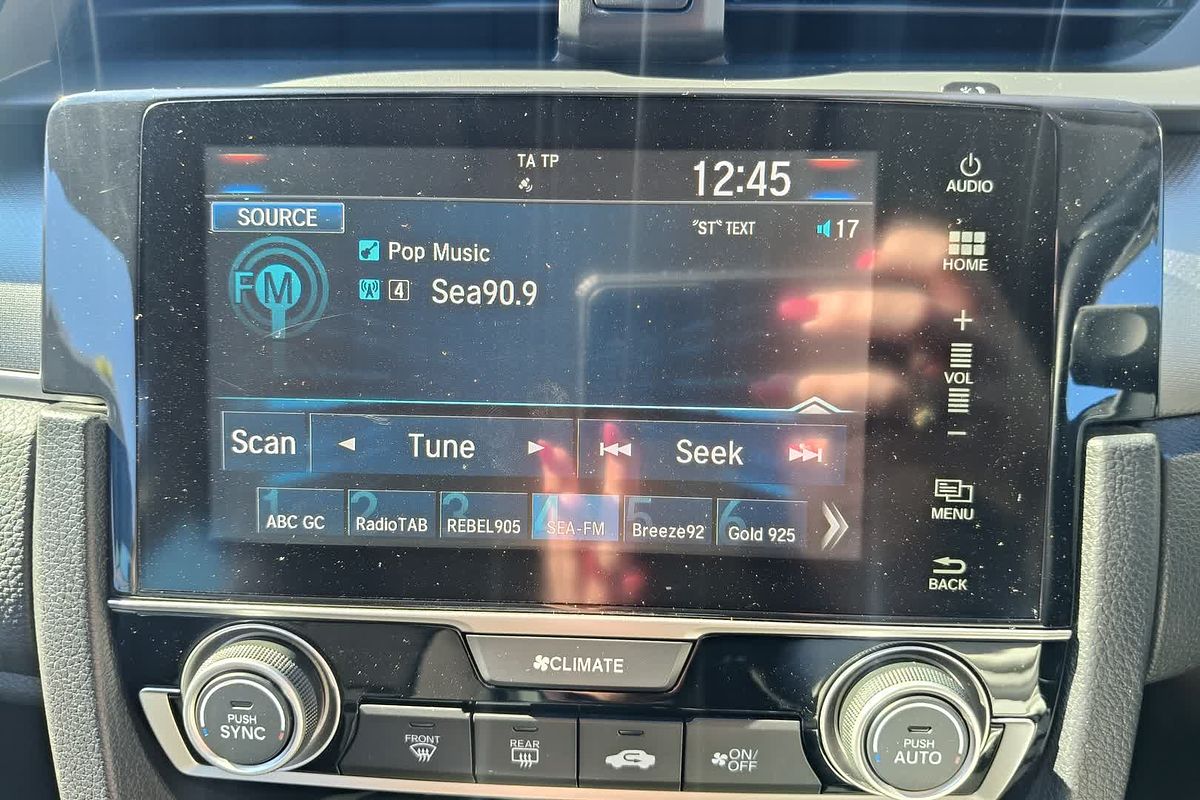 TA TP
12:45
SOURCE
"ST" TEXT
17
FM
Pop Music
4 Sea90.9
Scan
Tune
Seek
1 ABC GC
2 RadioTAB
3 REBEL905
4 SEA-FM
5 Breeze92
6 Gold 925
AUDIO
HOME
+
VOL
−
MENU
BACK
CLIMATE
PUSH
SYNC
FRONT
REAR
ON/
OFF
PUSH
AUTO